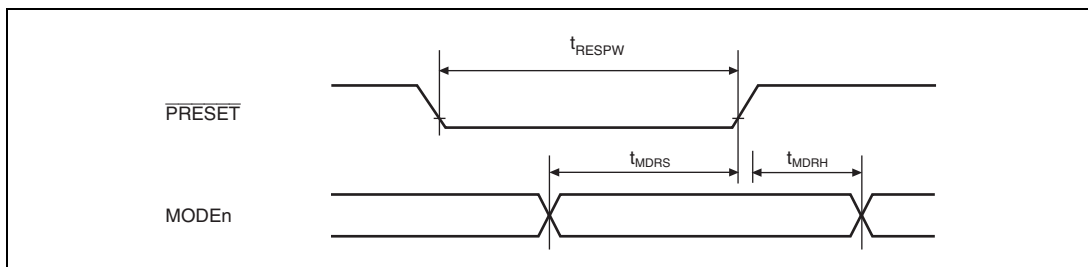 tRESPW
PRESET
tMDRS
tMDRH
MODEn